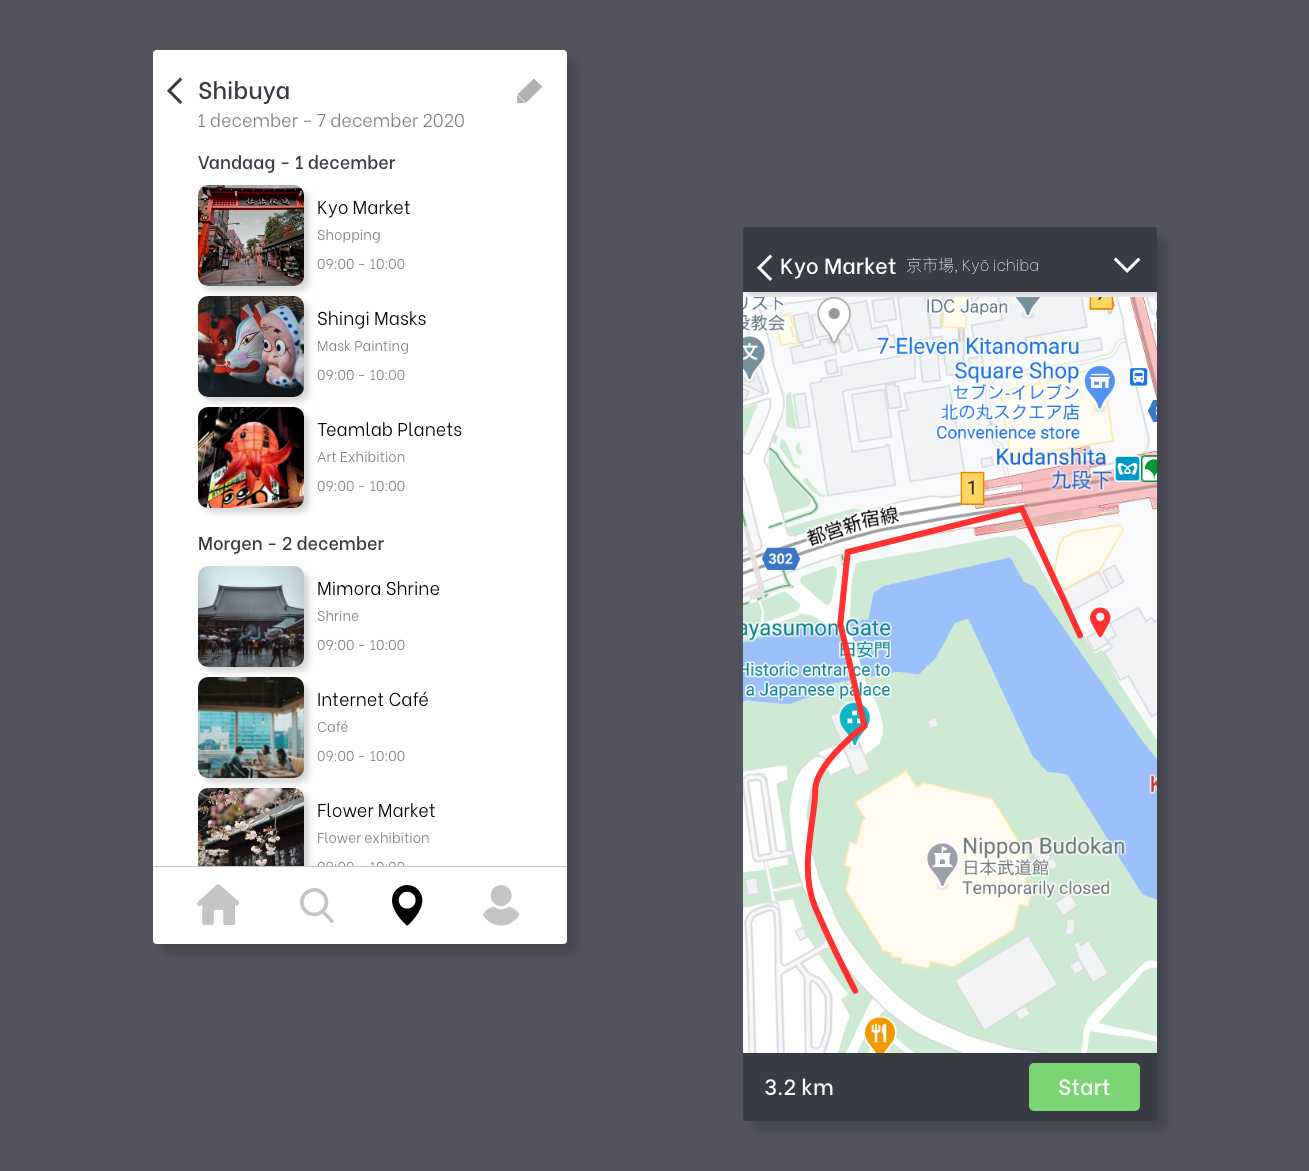 Shibuya
1 december - 7 december 2020
Vandaag - 1 december
Kyo Market
Shopping
09:00 - 10:00
Shingi Masks
Mask Painting
09:00 - 10:00
Teamlab Planets
Art Exhibition
09:00 - 10:00
Morgen - 2 december
Mimora Shrine
Shrine
09:00 - 10:00
Internet Café
Café
09:00 - 10:00
Flower Market
Flower exhibition
09:00 - 10:00
Kyo Market 京市場, Kyō ichiba
リスト
役教会
IDC Japan
文
7-Eleven Kitanomaru
Square Shop
セブン-イレブン
北の丸スクエア店
Convenience store
Kudanshita
九段下
1
都営新宿線
302
ayasumon Gate
田安門
Historic entrance to
a Japanese palace
K
Nippon Budokan
日本武道館
Temporarily closed
3.2 km
Start